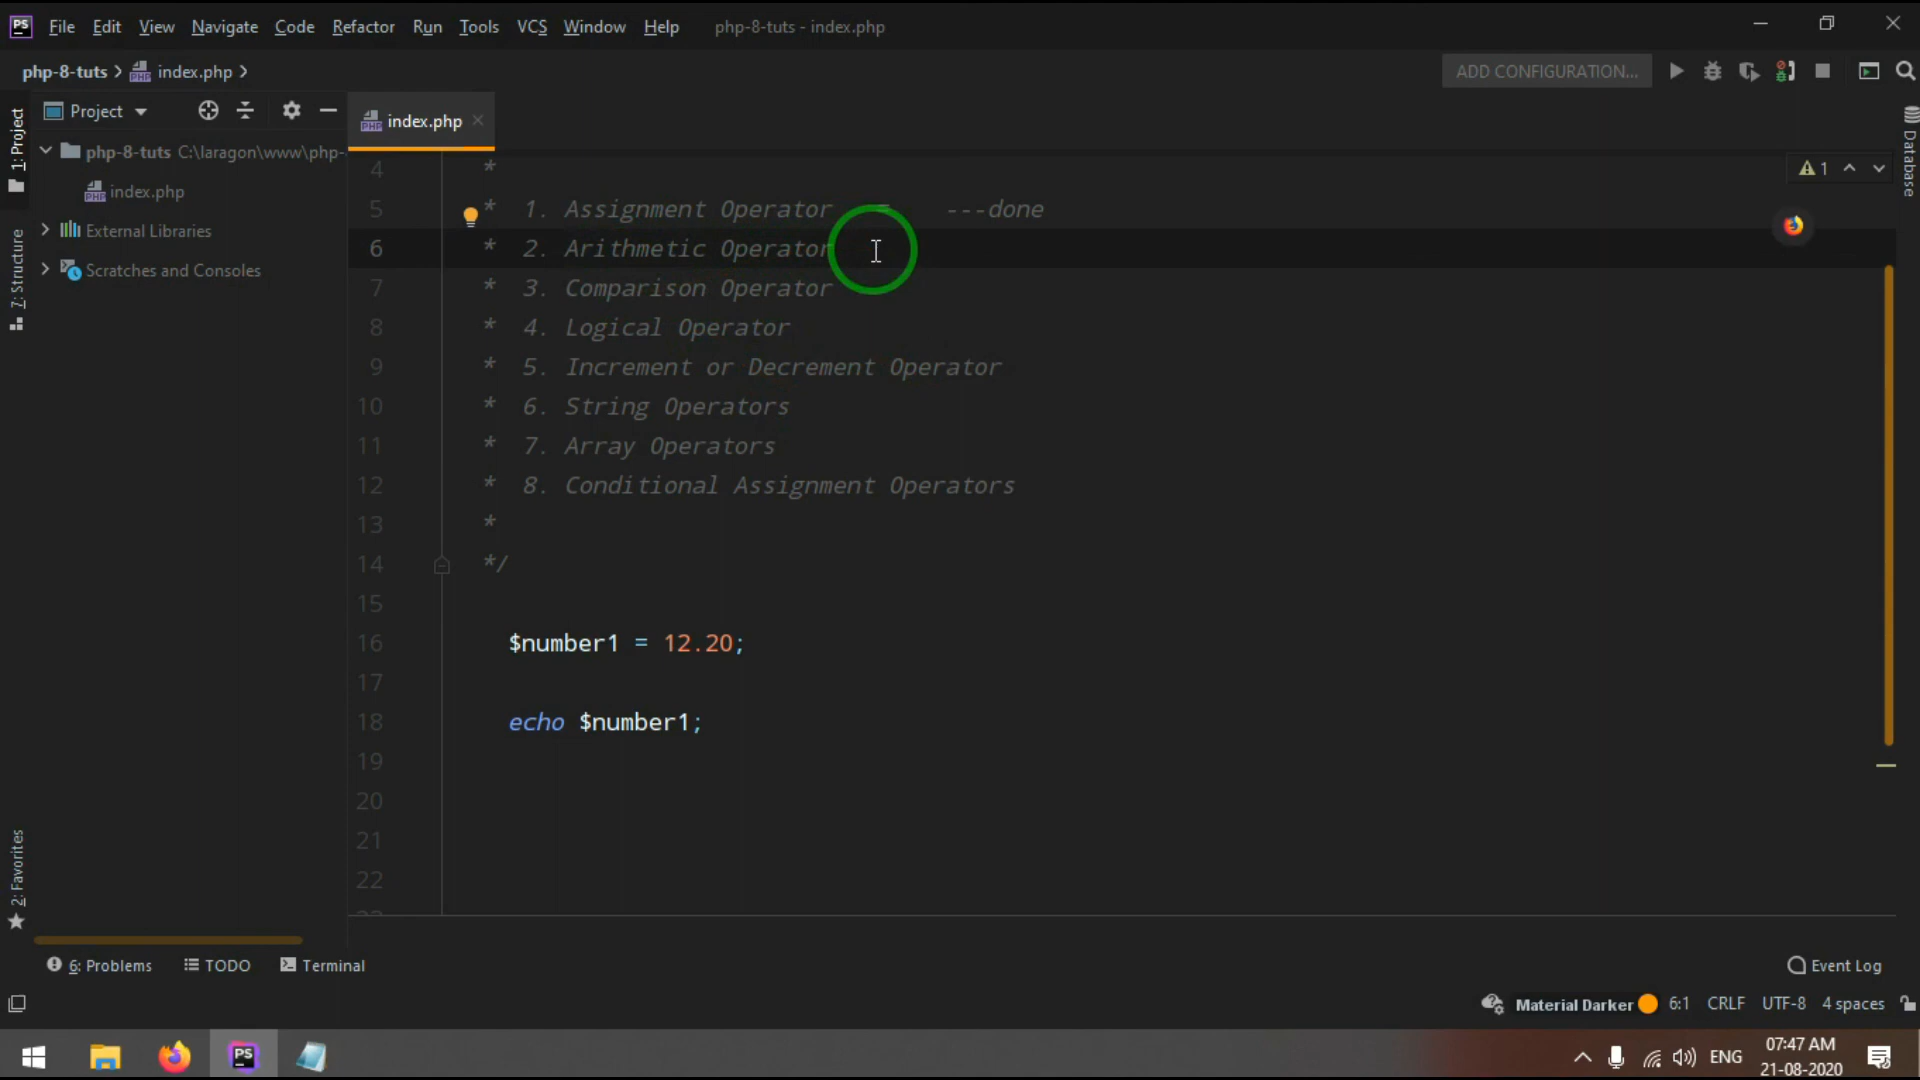 PS File Edit View Navigate Code Refactor Run Tools VCS Window Help php-8-tuts - index.php
php-8-tuts index.php ADD CONFIGURATION...
Project index.php
1: Project
php-8-tuts C:\laragon\www\php-
index.php
External Libraries
Scratches and Consoles
7: Structure
2: Favorites
Database
1
4 *
5 * 1. Assignment Operator = ---done
6 * 2. Arithmetic Operator
7 * 3. Comparison Operator
8 * 4. Logical Operator
9 * 5. Increment or Decrement Operator
10 * 6. String Operators
11 * 7. Array Operators
12 * 8. Conditional Assignment Operators
13 *
14 */
15
16 $number1 = 12.20;
17
18 echo $number1;
19
20
21
22
6: Problems TODO Terminal Event Log
Material Darker 6:1 CRLF UTF-8 4 spaces
PS ENG 07:47 AM
21-08-2020